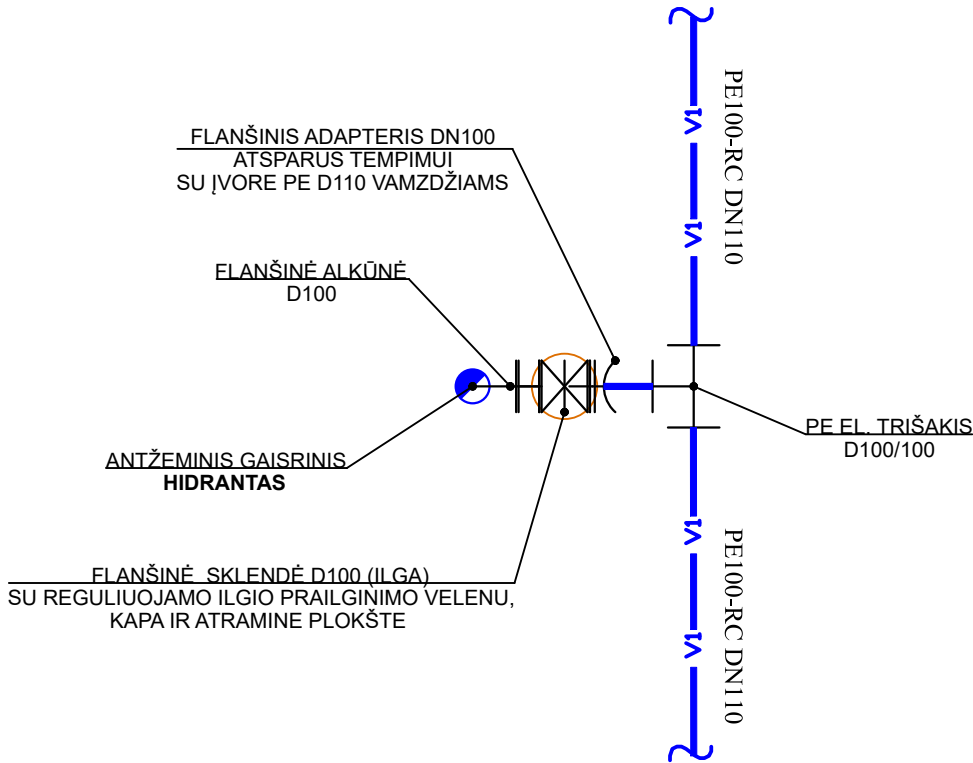 PE100-RC DN110
V1
V1
FLANŠINIS ADAPTERIS DN100
ATSPARUS TEMPIMUI
SU ĮVORE PE D110 VAMZDŽIAMS
FLANŠINĖ ALKŪNĖ
D100
PE EL. TRIŠAKIS
D100/100
ANTŽEMINIS GAISRINIS
HIDRANTAS
FLANŠINĖ SKLENDĖ D100 (ILGA)
SU REGULIUOJAMO ILGIO PRAILGINIMO VELENU,
KAPA IR ATRAMINE PLOKŠTE
V1
V1
PE100-RC DN110